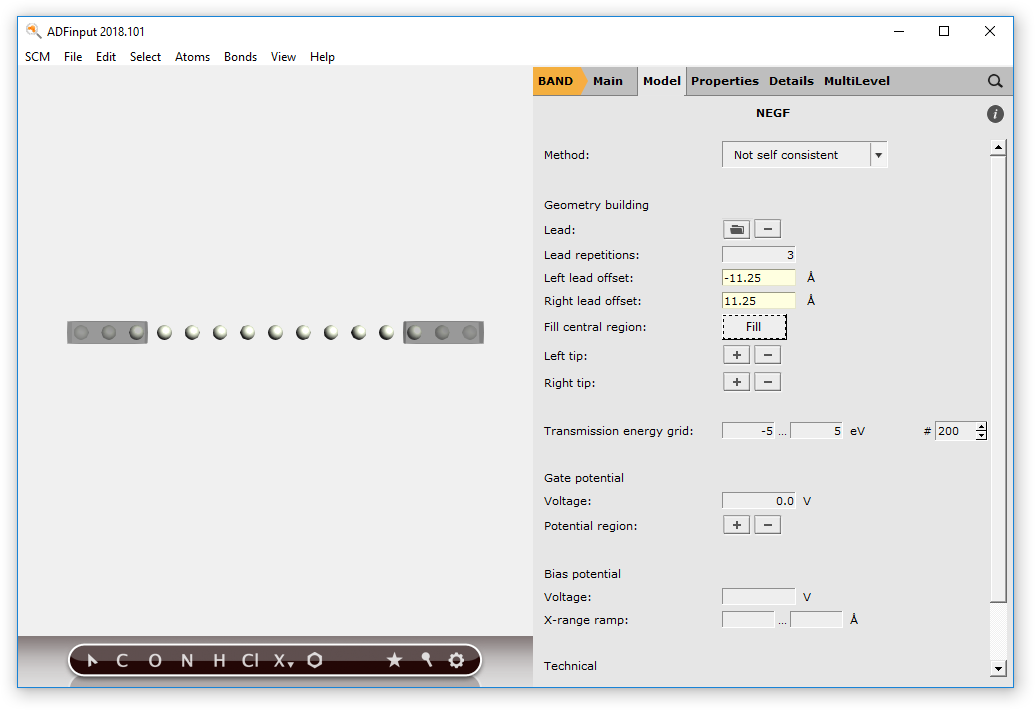 ADFinput 2018.101
SCM File Edit Select Atoms Bonds View Help
BAND Main Model Properties Details MultiLevel
NEGF
i
Method: Not self consistent
Geometry building
Lead:
Lead repetitions: 3
Left lead offset: -11.25 Å
Right lead offset: 11.25 Å
Fill central region: Fill
Left tip: + −
Right tip: + −
Transmission energy grid: -5 ... 5 eV # 200
Gate potential
Voltage: 0.0 V
Potential region: + −
Bias potential
Voltage: V
X-range ramp: ... Å
Technical
C O N H Cl X